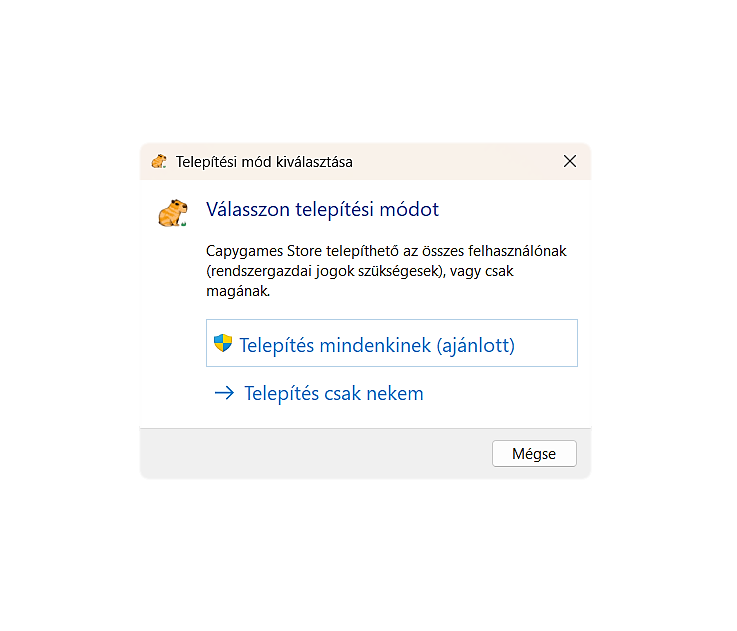 Telepítési mód kiválasztása
Válasszon telepítési módot
Capygames Store telepíthető az összes felhasználónak
(rendszergazdai jogok szükségesek), vagy csak
magának.
Telepítés mindenkinek (ajánlott)
Telepítés csak nekem
Mégse